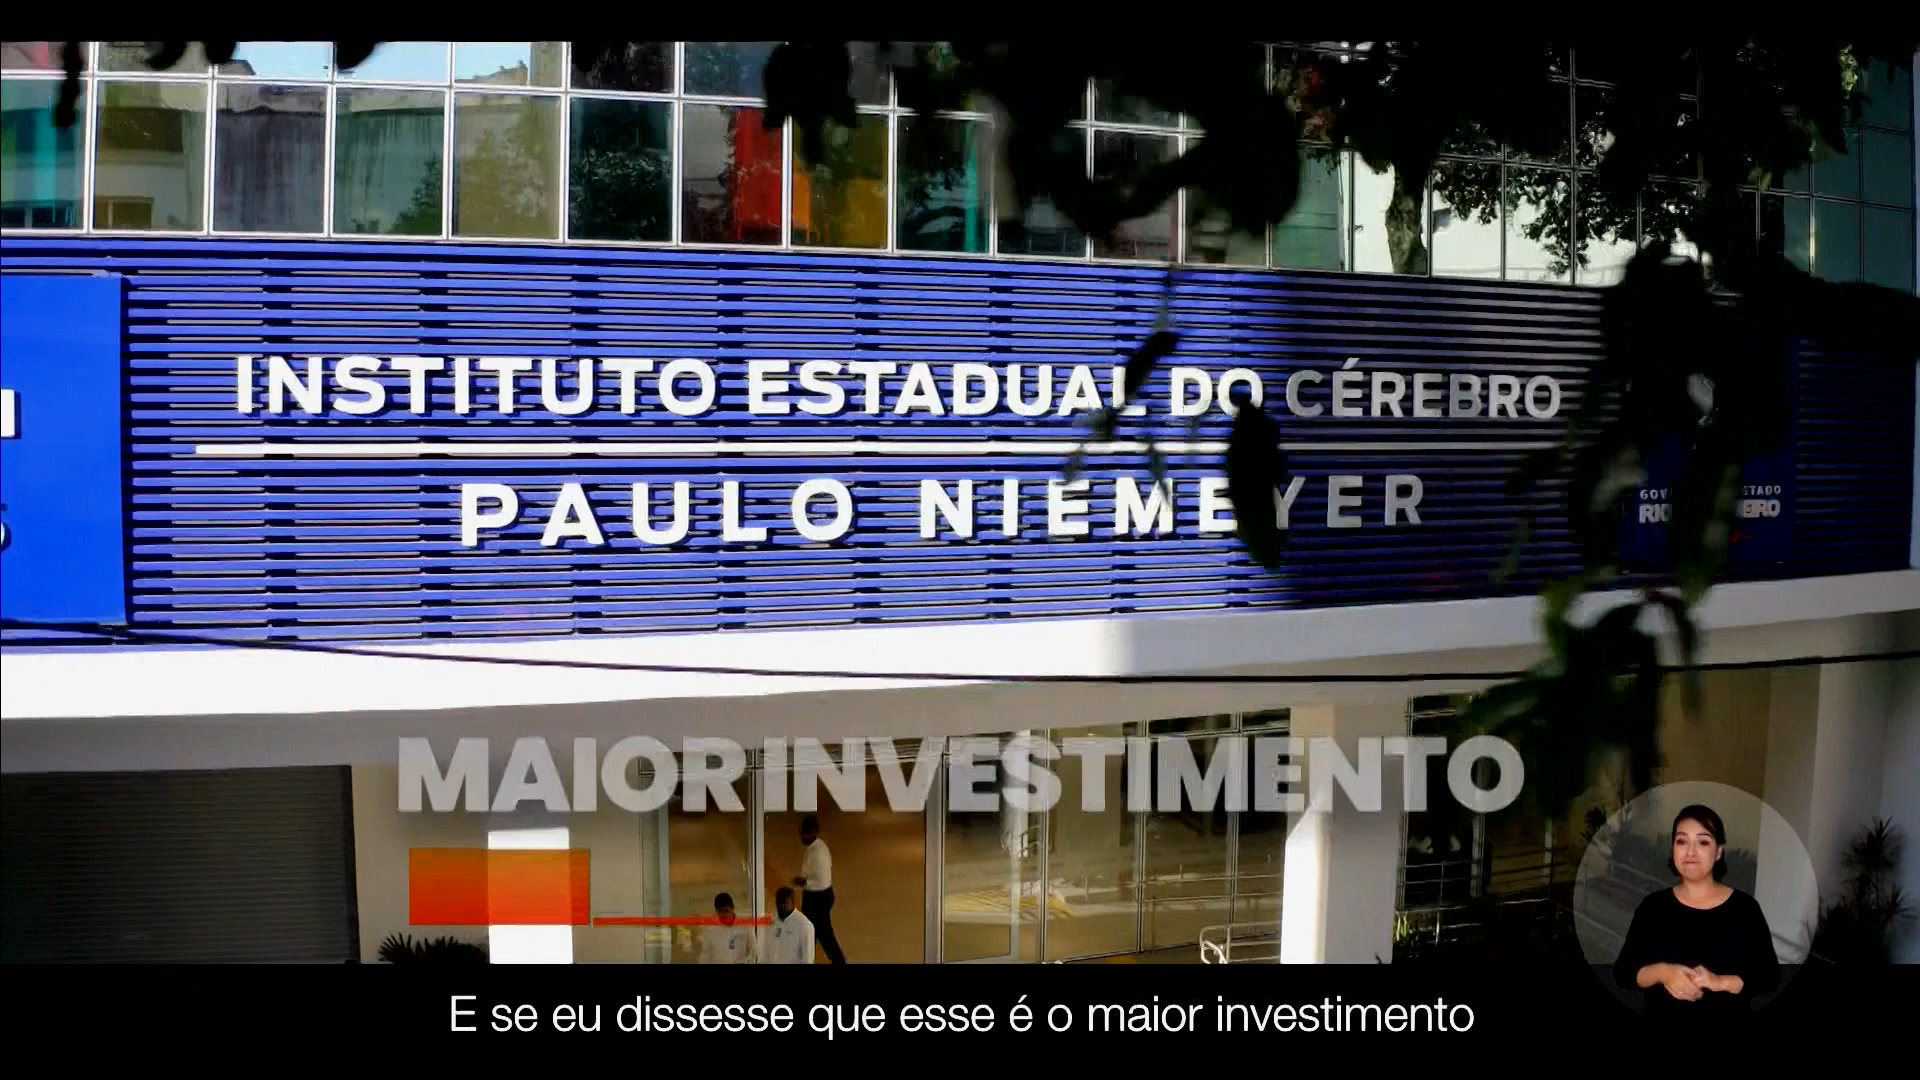 INSTITUTO ESTADUAL DO CÉREBRO
PAULO NIEMEYER
MAIOR INVESTIMENTO
E se eu dissesse que esse é o maior investimento